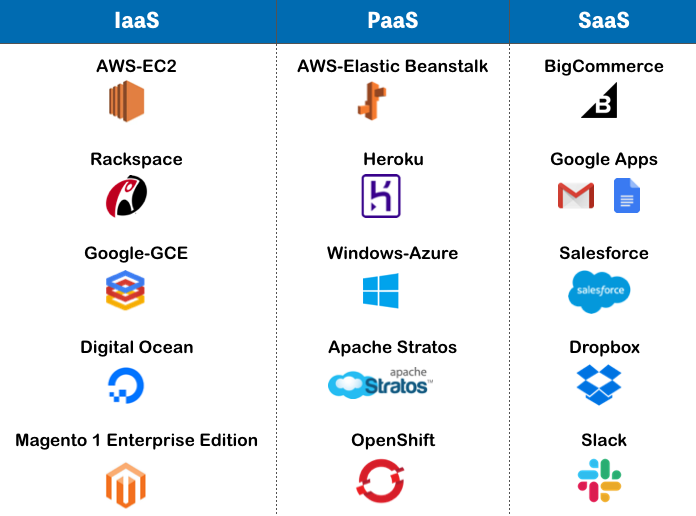 IaaS PaaS SaaS
AWS-EC2 AWS-Elastic Beanstalk BigCommerce
B
Rackspace Heroku Google Apps
Google-GCE Windows-Azure Salesforce
salesforce
Digital Ocean Apache Stratos Dropbox
apache
Stratos™
Magento 1 Enterprise Edition OpenShift Slack